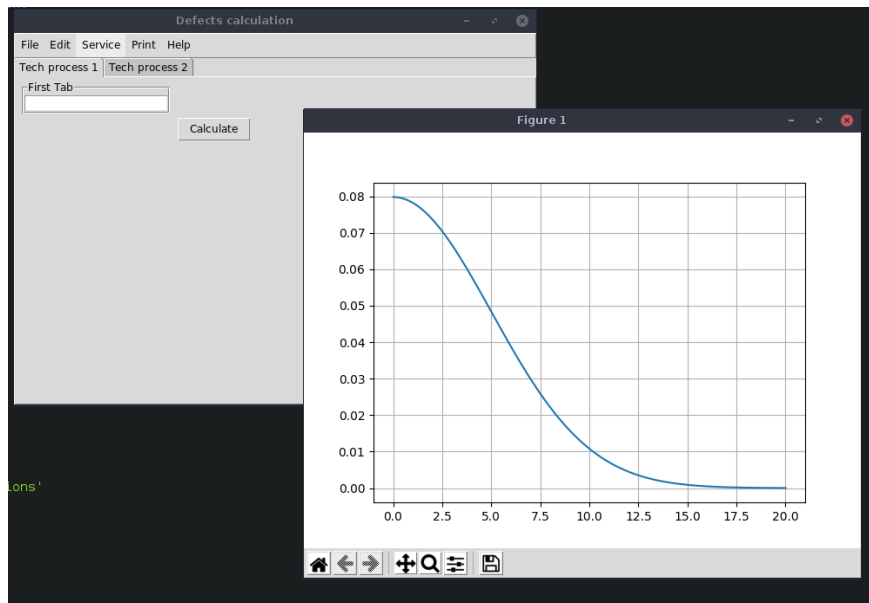 Defects calculation
File Edit Service Print Help
Tech process 1 Tech process 2
First Tab
Calculate
Figure 1
0.08
0.07
0.06
0.05
0.04
0.03
0.02
0.01
0.00
0.0 2.5 5.0 7.5 10.0 12.5 15.0 17.5 20.0
ions'